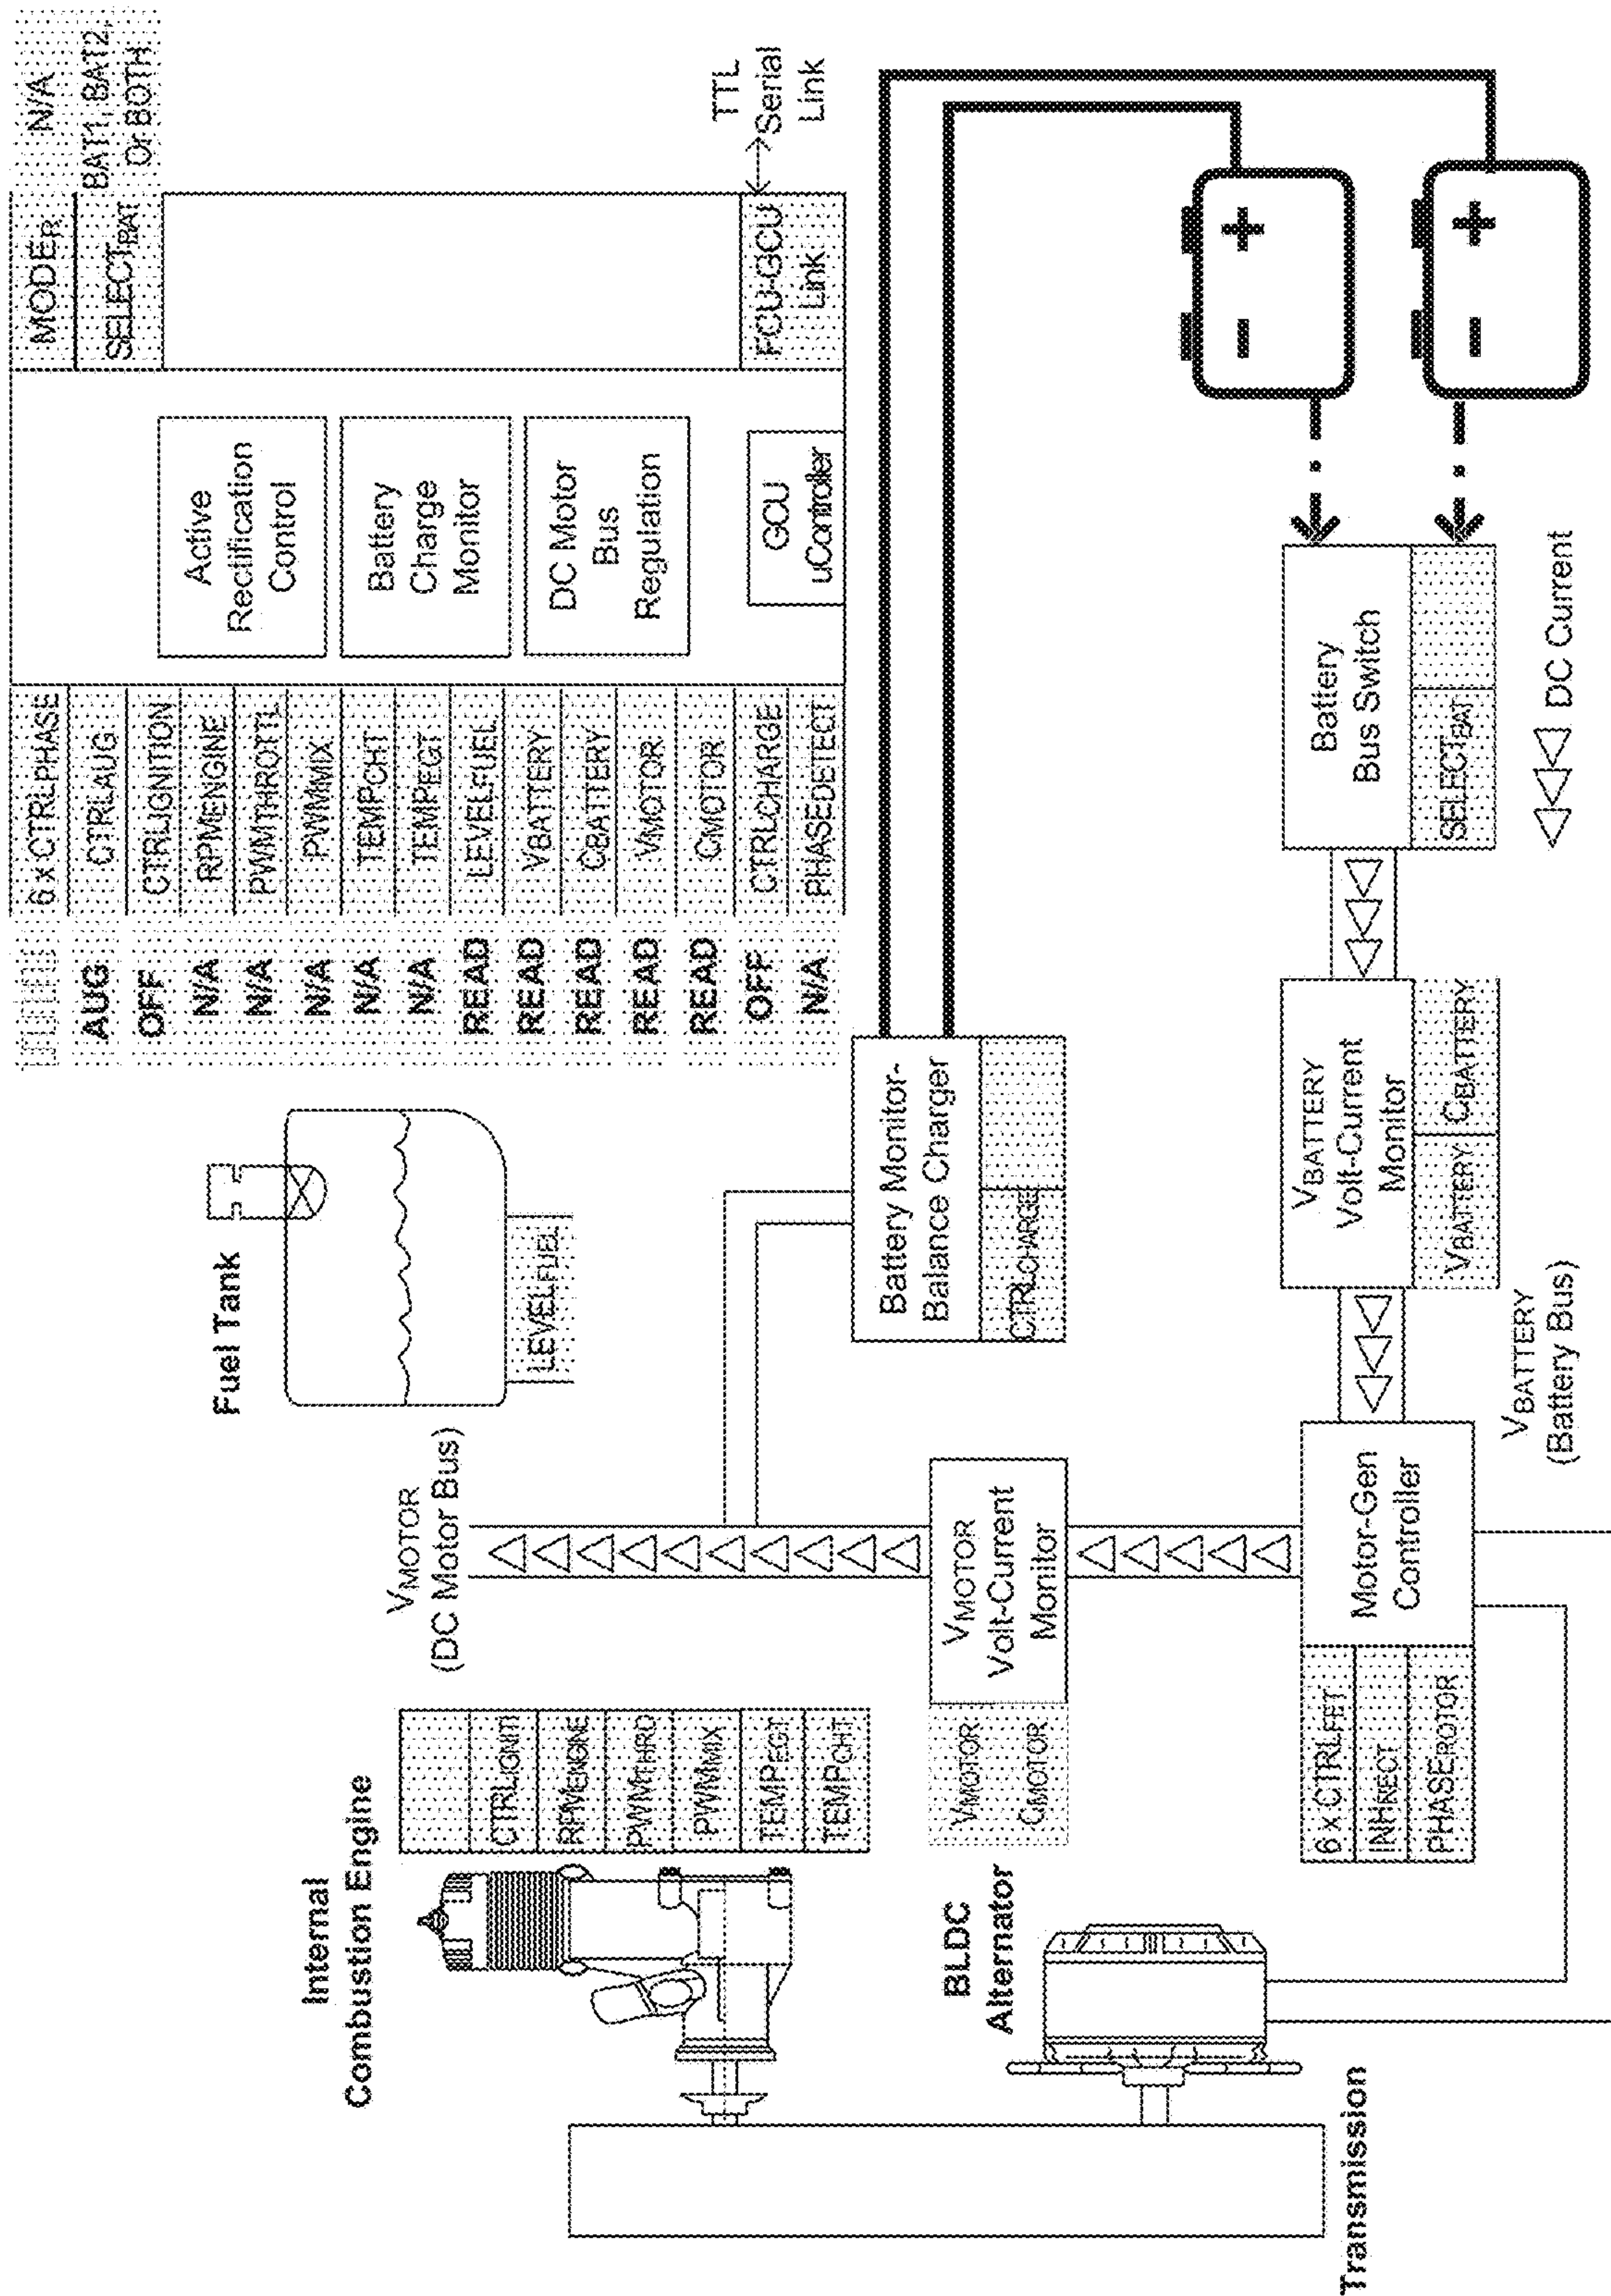 MODER N/A
SELECTBAT BAT1, BAT2,
Or BOTH
FCU-GCU
Link
TTL
Serial
Link
Active
Rectification
Control
Battery
Charge
Monitor
DC Motor
Bus
Regulation
GCU
uController
6 x CTRLPHASE
AUG CTRLAUG
OFF CTRLIGNITION
N/A RPMENGINE
N/A PWMTHROTTL
N/A PWMMIX
N/A TEMPCHT
N/A TEMPEGT
READ LEVELFUEL
READ VBATTERY
READ CBATTERY
READ VMOTOR
READ CMOTOR
OFF CTRLCHARGE
N/A PHASEDETECT
Fuel Tank
LEVELFUEL
VMOTOR
(DC Motor Bus)
Internal
Combustion Engine
CTRLIGNITI
RPMENGINE
PWMTHRO
PWMMIX
TEMPEGT
TEMPCHT
Battery Monitor-
Balance Charger
CTRLCHARGE
VMOTOR
Volt-Current
Monitor
VMOTOR
CMOTOR
BLDC
Alternator
Transmission
Motor-Gen
Controller
6 x CTRLFET
INHRECT
PHASEROTOR
VBATTERY
Volt-Current
Monitor
VBATTERY CBATTERY
VBATTERY
(Battery Bus)
Battery
Bus Switch
SELECTBAT
DC Current
- +
- +